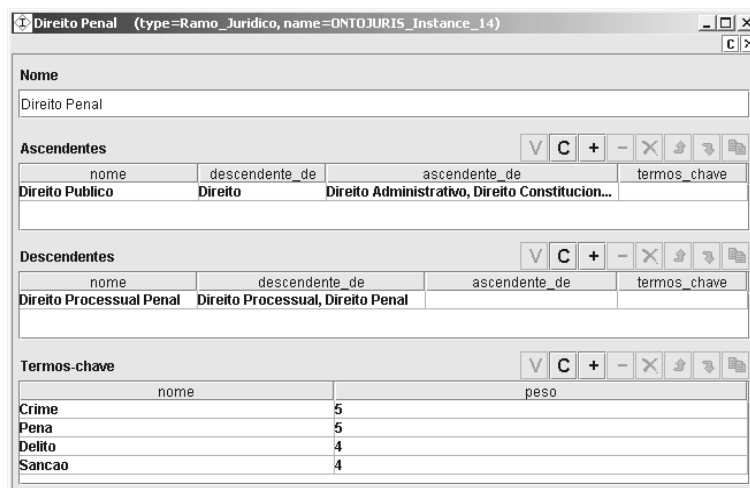 Direito Penal (type=Ramo_Juridico, name=ONTOJURIS_Instance_14)
C X
Nome
Direito Penal
Ascendentes V C + -
nome descendente_de ascendente_de termos_chave
Direito Publico Direito Direito Administrativo, Direito Constitucion...
Descendentes V C + -
nome descendente_de ascendente_de termos_chave
Direito Processual Penal Direito Processual, Direito Penal
Termos-chave V C + -
nome peso
Crime 5
Pena 5
Delito 4
Sancao 4